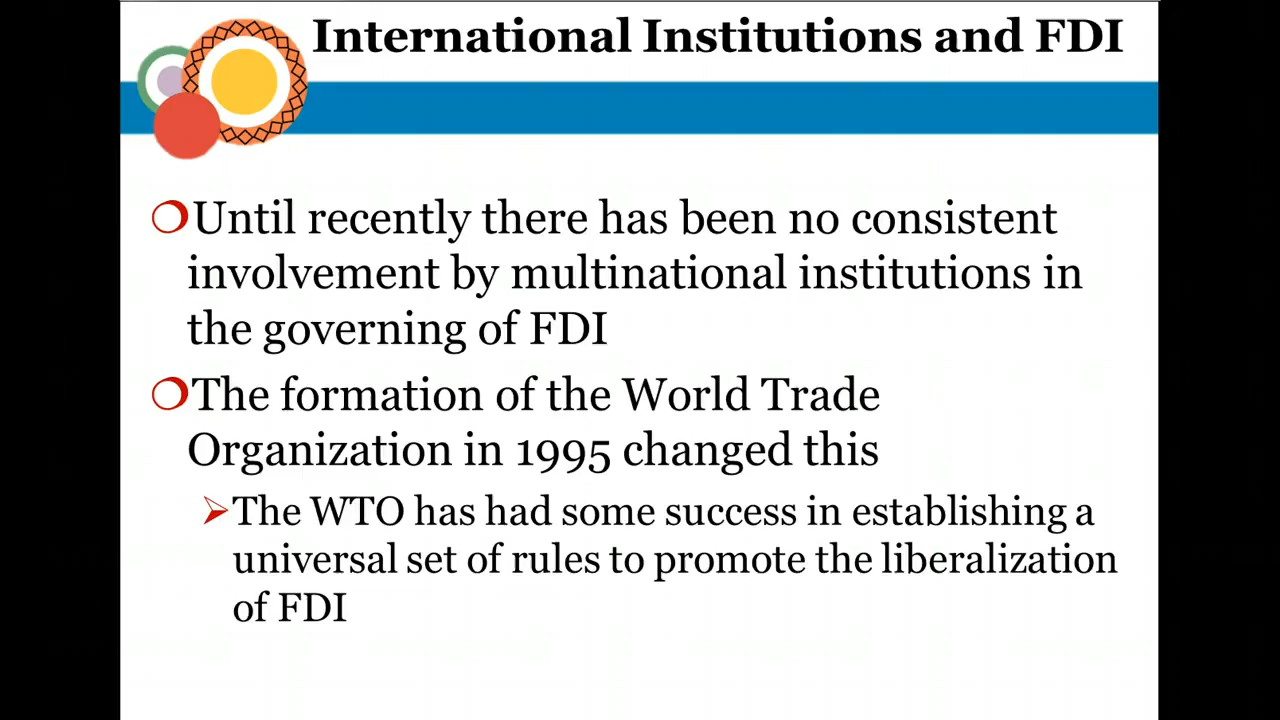 International Institutions and FDI
Until recently there has been no consistent
involvement by multinational institutions in
the governing of FDI
The formation of the World Trade
Organization in 1995 changed this
The WTO has had some success in establishing a
universal set of rules to promote the liberalization
of FDI